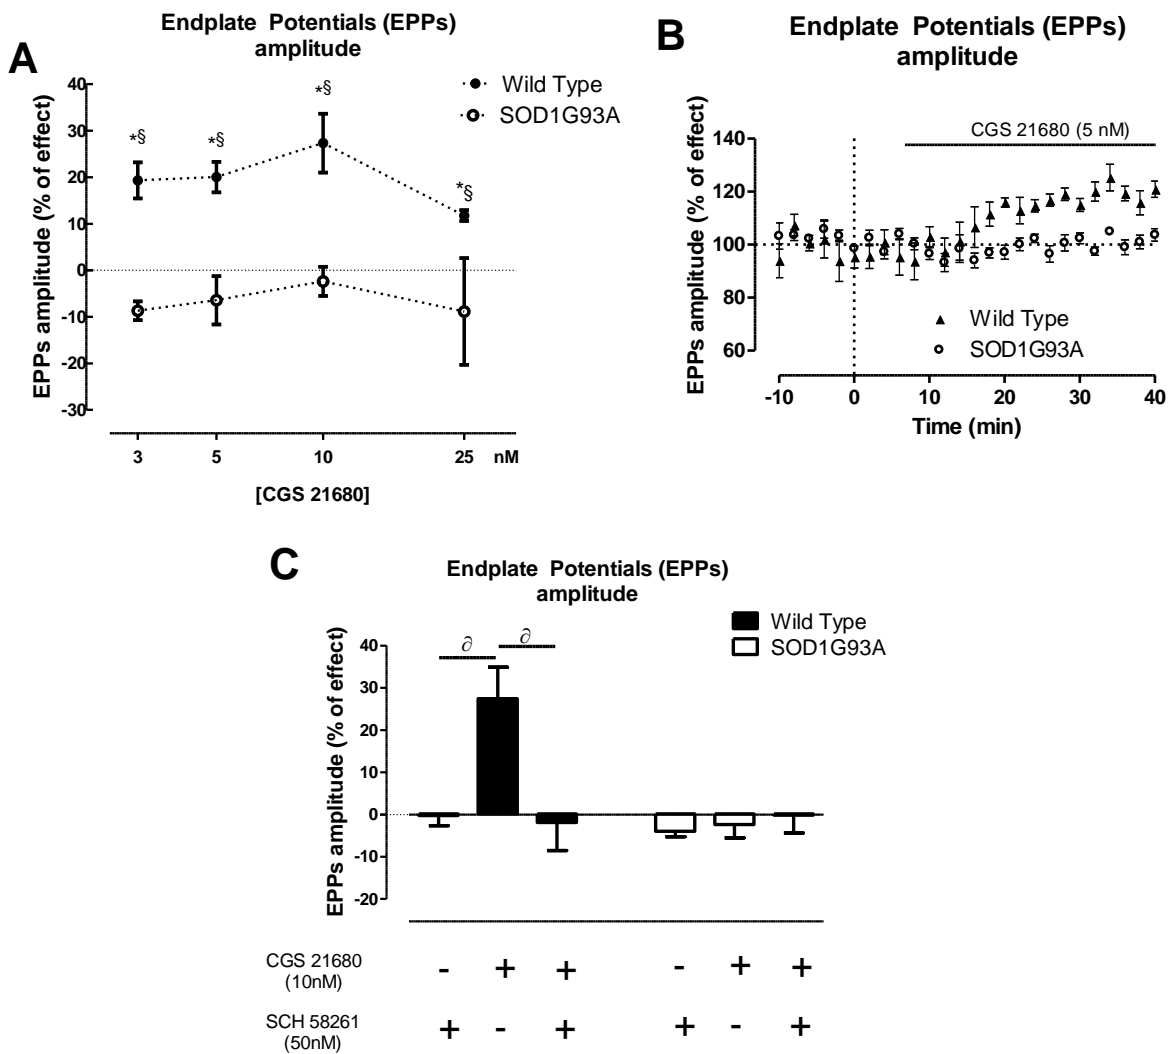 A
Endplate Potentials (EPPs)
amplitude
EPPs amplitude (% of effect)
40
30
20
10
0
-10
-20
-30
*§
*§
*§
*§
Wild Type
SOD1G93A
3 5 10 25 nM
[CGS 21680]
B
Endplate Potentials (EPPs)
amplitude
EPPs amplitude (% of effect)
140
120
100
80
60
CGS 21680 (5 nM)
Wild Type
SOD1G93A
-10 0 10 20 30 40
Time (min)
C
Endplate Potentials (EPPs)
amplitude
Wild Type
SOD1G93A
EPPs amplitude (% of effect)
40
30
20
10
0
-10
-20
∂ ∂
CGS 21680
(10nM)
- + + - + +
SCH 58261
(50nM)
+ - + + - +